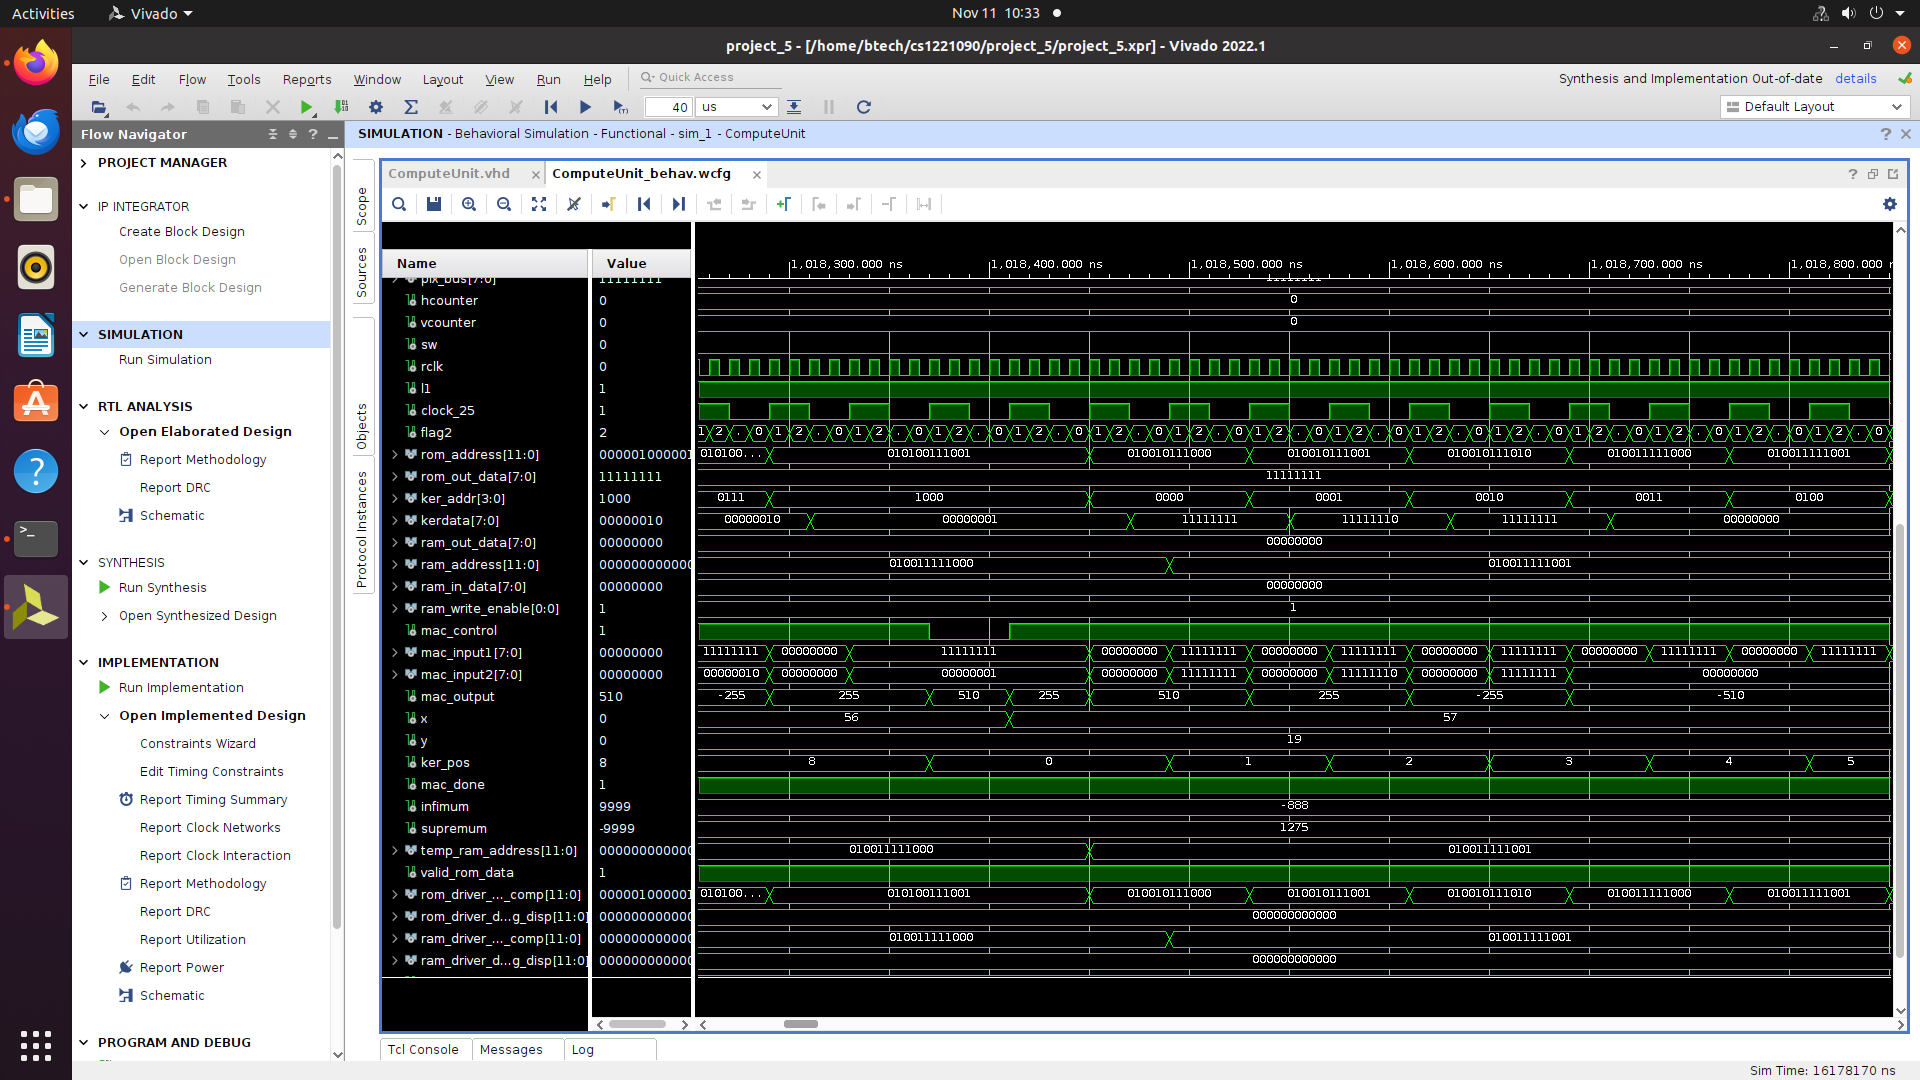 Activities
Vivado
Nov 11 10:33
project_5 - [/home/btech/cs1221090/project_5/project_5.xpr] - Vivado 2022.1
File Edit Flow Tools Reports Window Layout View Run Help
Quick Access
Synthesis and Implementation Out-of-date details
40 us
Default Layout
Flow Navigator
SIMULATION - Behavioral Simulation - Functional - sim_1 - ComputeUnit
PROJECT MANAGER
IP INTEGRATOR
Create Block Design
Open Block Design
Generate Block Design
SIMULATION
Run Simulation
RTL ANALYSIS
Open Elaborated Design
Report Methodology
Report DRC
Schematic
SYNTHESIS
Run Synthesis
Open Synthesized Design
IMPLEMENTATION
Run Implementation
Open Implemented Design
Constraints Wizard
Edit Timing Constraints
Report Timing Summary
Report Clock Networks
Report Clock Interaction
Report Methodology
Report DRC
Report Utilization
Report Power
Schematic
PROGRAM AND DEBUG
Scope
Sources
Objects
Protocol Instances
ComputeUnit.vhd
ComputeUnit_behav.wcfg
Name Value
1,018,300.000 ns 1,018,400.000 ns 1,018,500.000 ns 1,018,600.000 ns 1,018,700.000 ns 1,018,800.000
pix_bus[7:0] 11111111 11111111
hcounter 0 0
vcounter 0 0
sw 0
rclk 0
l1 1
clock_25 1
flag2 2
rom_address[11:0] 000001000001 010100... 010100111001 010010111000 010010111001 010010111010 010011111000 010011111001
rom_out_data[7:0] 11111111 11111111
ker_addr[3:0] 1000 0111 1000 0000 0001 0010 0011 0100
kerdata[7:0] 00000010 00000010 00000001 11111111 11111110 11111111 00000000
ram_out_data[7:0] 00000000 00000000
ram_address[11:0] 000000000000 010011111000 010011111001
ram_in_data[7:0] 00000000 00000000
ram_write_enable[0:0] 1 1
mac_control 1
mac_input1[7:0] 00000000 11111111 00000000 11111111 00000000 11111111 00000000 11111111 00000000 11111111 00000000 11111111 00000000 11111111
mac_input2[7:0] 00000000 00000010 00000000 00000001 00000000 11111111 00000000 11111110 00000000 11111111 00000000
mac_output 510 -255 255 510 255 510 255 -255 -510
x 0 56 57
y 0 19
ker_pos 8 8 0 1 2 3 4 5
mac_done 1
infimum 9999 -888
supremum -9999 1275
temp_ram_address[11:0] 000000000000 010011111000 010011111001
valid_rom_data 1
rom_driver_..._comp[11:0] 000001000001 010100... 010100111001 010010111000 010010111001 010010111010 010011111000 010011111001
rom_driver_d...g_disp[11:0] 000000000000 000000000000
ram_driver_..._comp[11:0] 000000000000 010011111000 010011111001
ram_driver_d...g_disp[11:0] 000000000000 000000000000
Tcl Console Messages Log
Sim Time: 16178170 ns